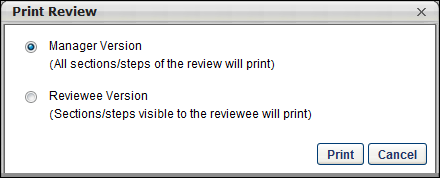 Print Review
Manager Version
(All sections/steps of the review will print)
Reviewee Version
(Sections/steps visible to the reviewee will print)
Print Cancel